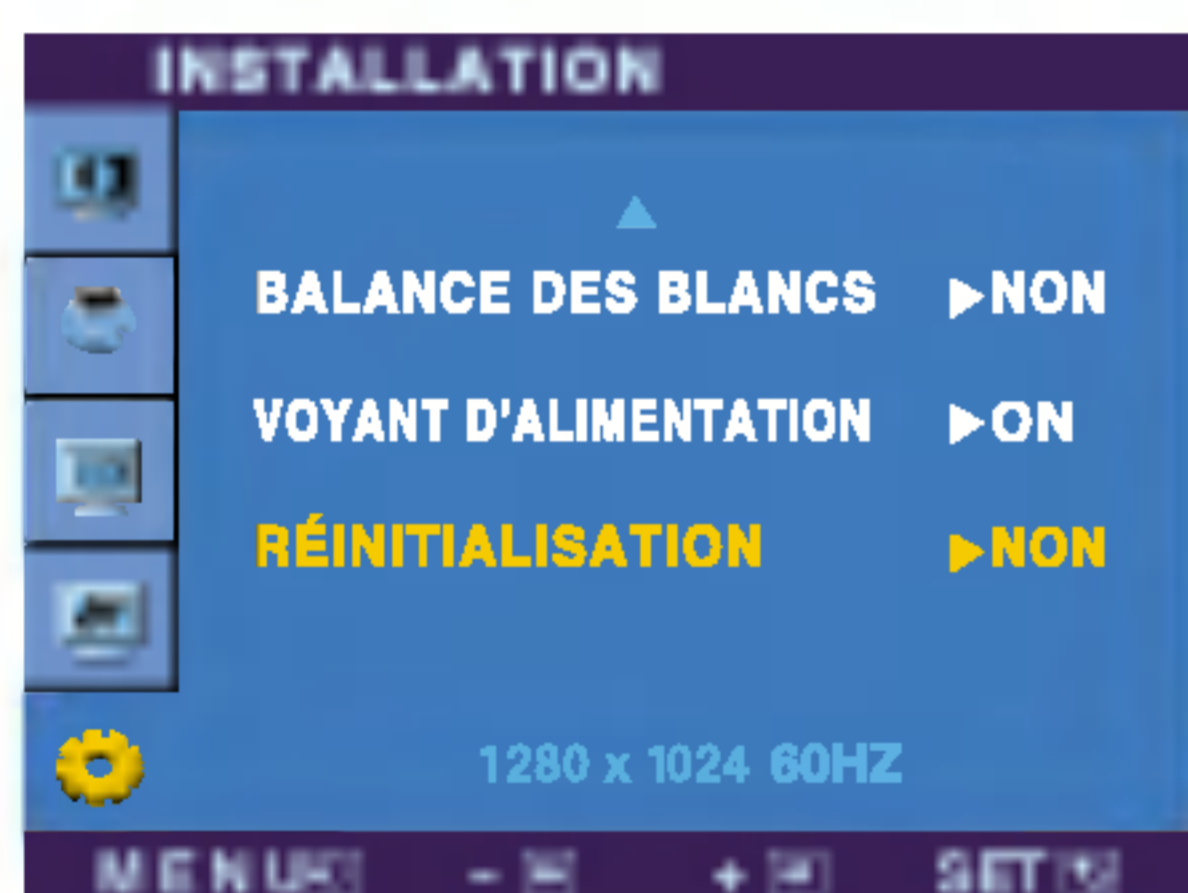 INSTALLATION
BALANCE DES BLANCS ▶NON
VOYANT D'ALIMENTATION ▶ON
RÉINITIALISATION ▶NON
1280 x 1024 60HZ
MENU - + SET